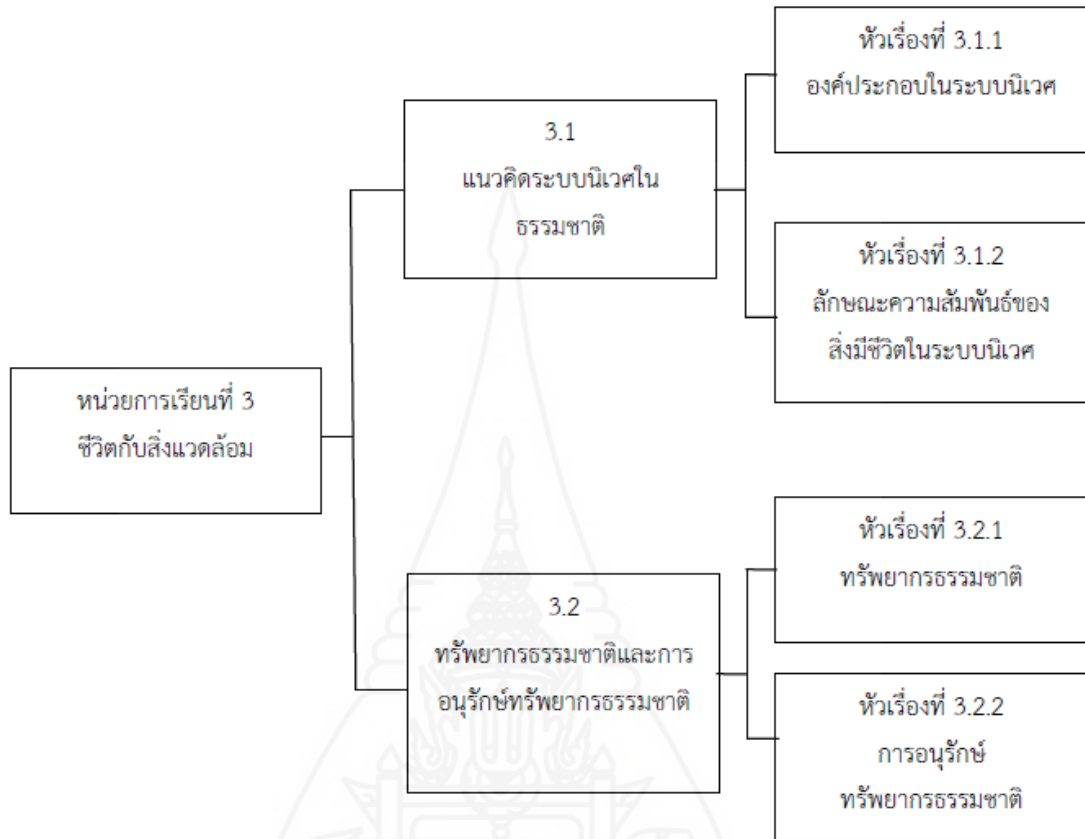 หน่วยการเรียนที่ 3
ชีวิตกับสิ่งแวดล้อม
3.1
แนวคิดระบบนิเวศใน
ธรรมชาติ
หัวเรื่องที่ 3.1.1
องค์ประกอบในระบบนิเวศ
หัวเรื่องที่ 3.1.2
ลักษณะความสัมพันธ์ของ
สิ่งมีชีวิตในระบบนิเวศ
3.2
ทรัพยากรธรรมชาติและการ
อนุรักษ์ทรัพยากรธรรมชาติ
หัวเรื่องที่ 3.2.1
ทรัพยากรธรรมชาติ
หัวเรื่องที่ 3.2.2
การอนุรักษ์
ทรัพยากรธรรมชาติ